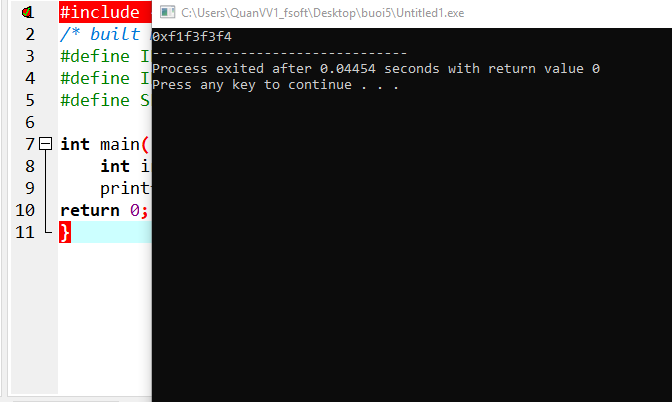 C:\Users\QuanVV1_fsoft\Desktop\buoi5\Untitled1.exe
1 #include
2 /* built
3 #define I
4 #define I
5 #define S
6
7 int main(
8 int i
9 print
10 return 0;
11 }
0xf1f3f3f4
--------------------------------
Process exited after 0.04454 seconds with return value 0
Press any key to continue . . .